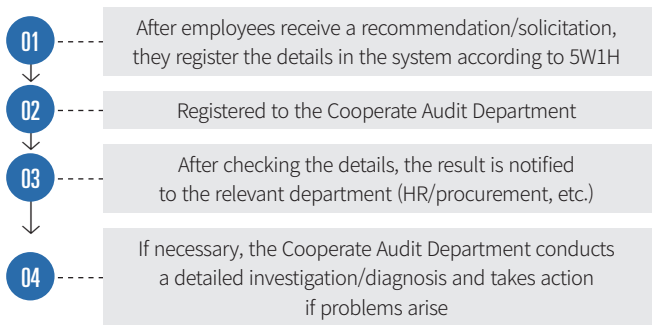 01
After employees receive a recommendation/solicitation,
they register the details in the system according to 5W1H
02
Registered to the Cooperate Audit Department
03
After checking the details, the result is notified
to the relevant department (HR/procurement, etc.)
04
If necessary, the Cooperate Audit Department conducts
a detailed investigation/diagnosis and takes action
if problems arise